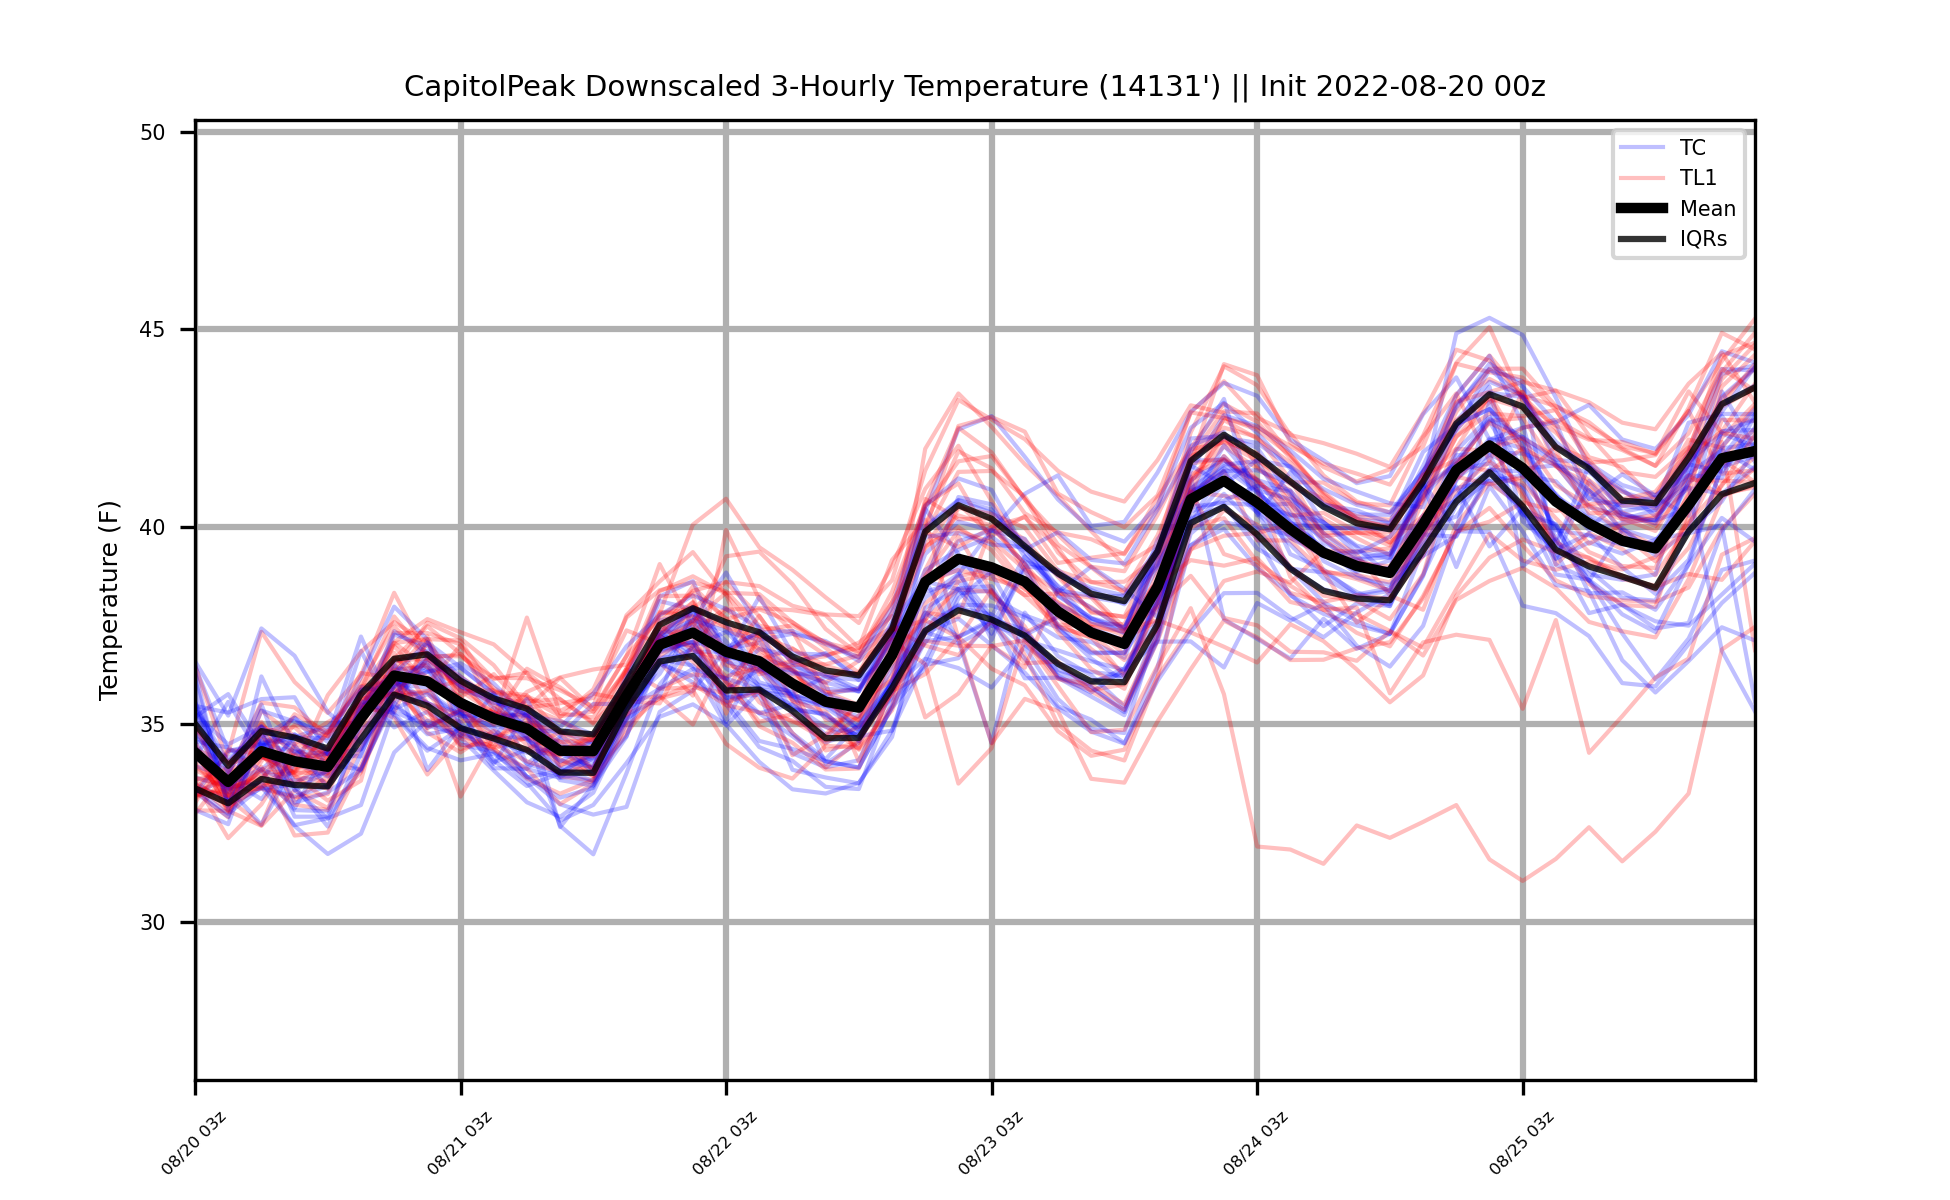 CapitolPeak Downscaled 3-Hourly Temperature (14131') || Init 2022-08-20 00z
TC
TL1
Mean
IQRs
Temperature (F)
50
45
40
35
30
08/20 03z
08/21 03z
08/22 03z
08/23 03z
08/24 03z
08/25 03z